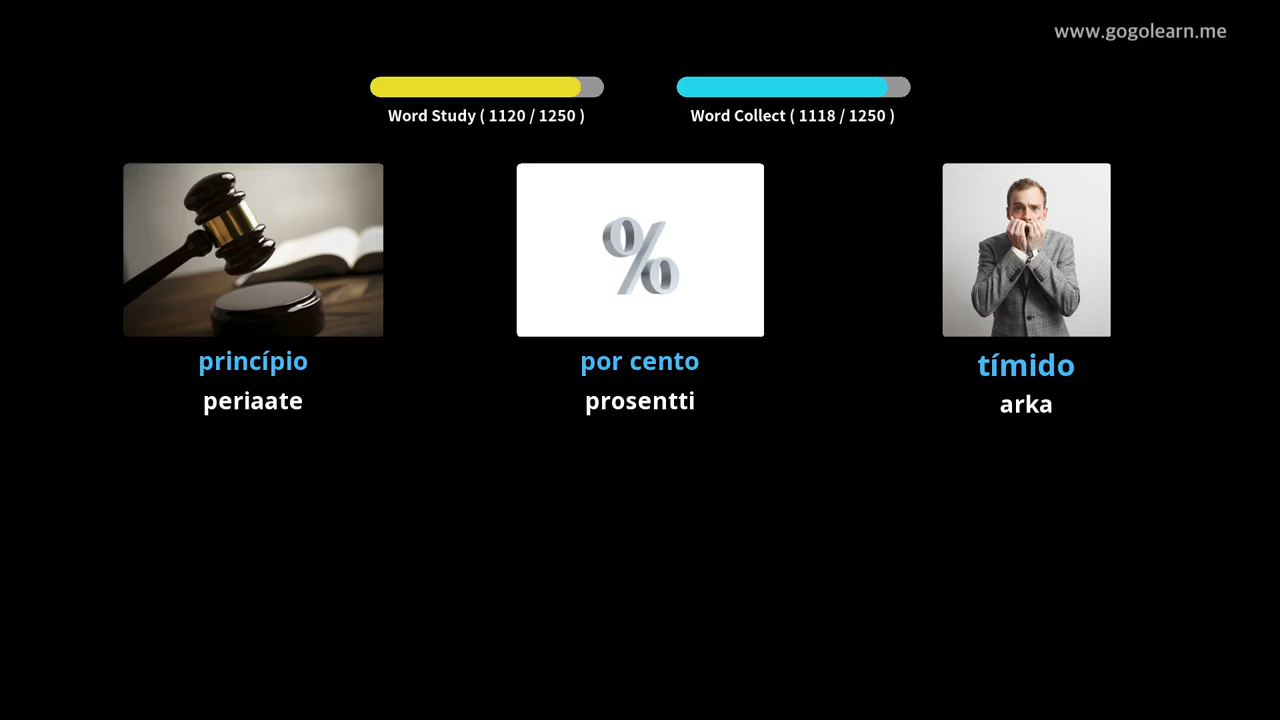 www.gogolearn.me
Word Study ( 1120 / 1250 )
Word Collect ( 1118 / 1250 )
princípio
periaate
por cento
prosentti
tímido
arka
%